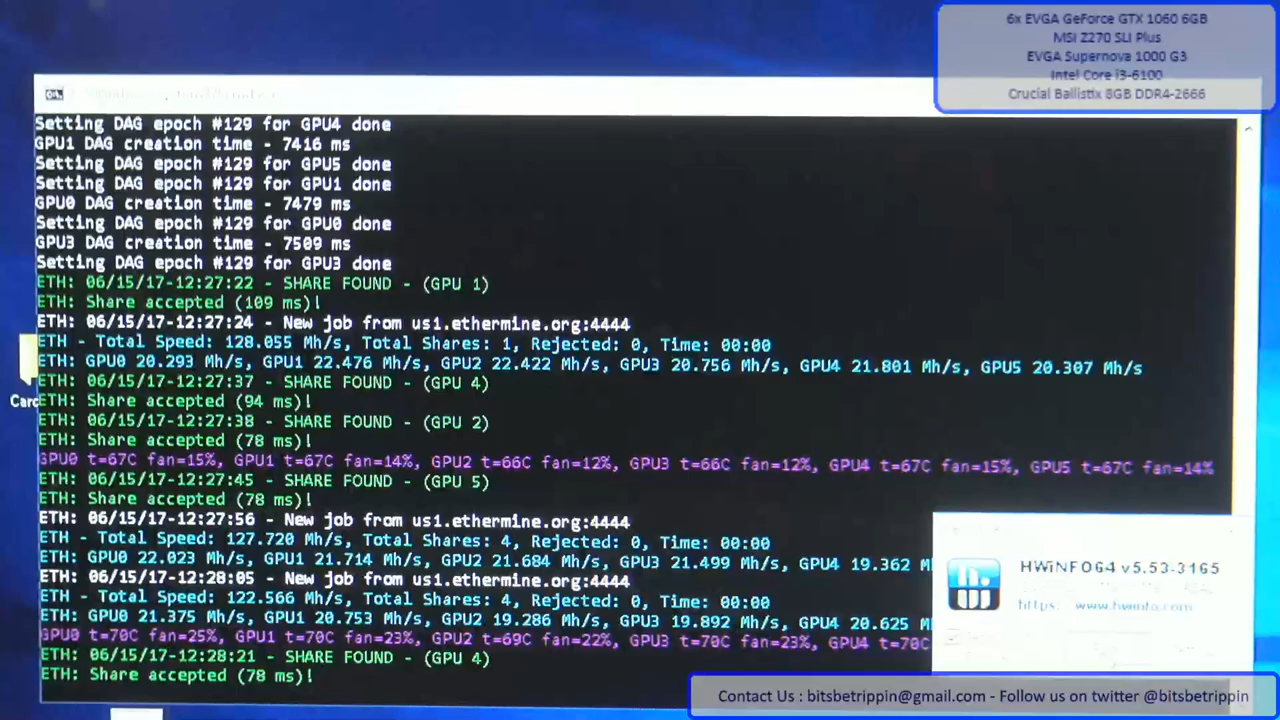 6x EVGA GeForce GTX 1060 6GB
MSI Z270 SLI Plus
EVGA Supernova 1000 G3
Intel Core i3-6100
Crucial Ballistix 8GB DDR4-2666
Setting DAG epoch #129 for GPU4 done
GPU1 DAG creation time - 7416 ms
Setting DAG epoch #129 for GPU5 done
Setting DAG epoch #129 for GPU1 done
GPU0 DAG creation time - 7479 ms
Setting DAG epoch #129 for GPU0 done
GPU3 DAG creation time - 7509 ms
Setting DAG epoch #129 for GPU3 done
ETH: 06/15/17-12:27:22 - SHARE FOUND - (GPU 1)
ETH: Share accepted (109 ms)!
ETH: 06/15/17-12:27:24 - New job from us1.ethermine.org:4444
ETH - Total Speed: 128.055 Mh/s, Total Shares: 1, Rejected: 0, Time: 00:00
ETH: GPU0 20.293 Mh/s, GPU1 22.476 Mh/s, GPU2 22.422 Mh/s, GPU3 20.756 Mh/s, GPU4 21.801 Mh/s, GPU5 20.307 Mh/s
ETH: 06/15/17-12:27:37 - SHARE FOUND - (GPU 4)
Card
ETH: Share accepted (94 ms)!
ETH: 06/15/17-12:27:38 - SHARE FOUND - (GPU 2)
ETH: Share accepted (78 ms)!
GPU0 t=67C fan=15%, GPU1 t=67C fan=14%, GPU2 t=66C fan=12%, GPU3 t=66C fan=12%, GPU4 t=67C fan=15%, GPU5 t=67C fan=14%
ETH: 06/15/17-12:27:45 - SHARE FOUND - (GPU 5)
ETH: Share accepted (78 ms)!
ETH: 06/15/17-12:27:56 - New job from us1.ethermine.org:4444
ETH - Total Speed: 127.720 Mh/s, Total Shares: 4, Rejected: 0, Time: 00:00
ETH: GPU0 22.023 Mh/s, GPU1 21.714 Mh/s, GPU2 21.684 Mh/s, GPU3 21.499 Mh/s, GPU4 19.362 M
ETH: 06/15/17-12:28:05 - New job from us1.ethermine.org:4444
ETH - Total Speed: 122.566 Mh/s, Total Shares: 4, Rejected: 0, Time: 00:00
ETH: GPU0 21.375 Mh/s, GPU1 20.753 Mh/s, GPU2 19.286 Mh/s, GPU3 19.892 Mh/s, GPU4 20.625 M
GPU0 t=70C fan=25%, GPU1 t=70C fan=23%, GPU2 t=69C fan=22%, GPU3 t=70C fan=23%, GPU4 t=70C
ETH: 06/15/17-12:28:21 - SHARE FOUND - (GPU 4)
ETH: Share accepted (78 ms)!
HWiNFO64 v5.53-3165
www.hwinfo.com
Contact Us : bitsbetrippin@gmail.com - Follow us on twitter @bitsbetrippin